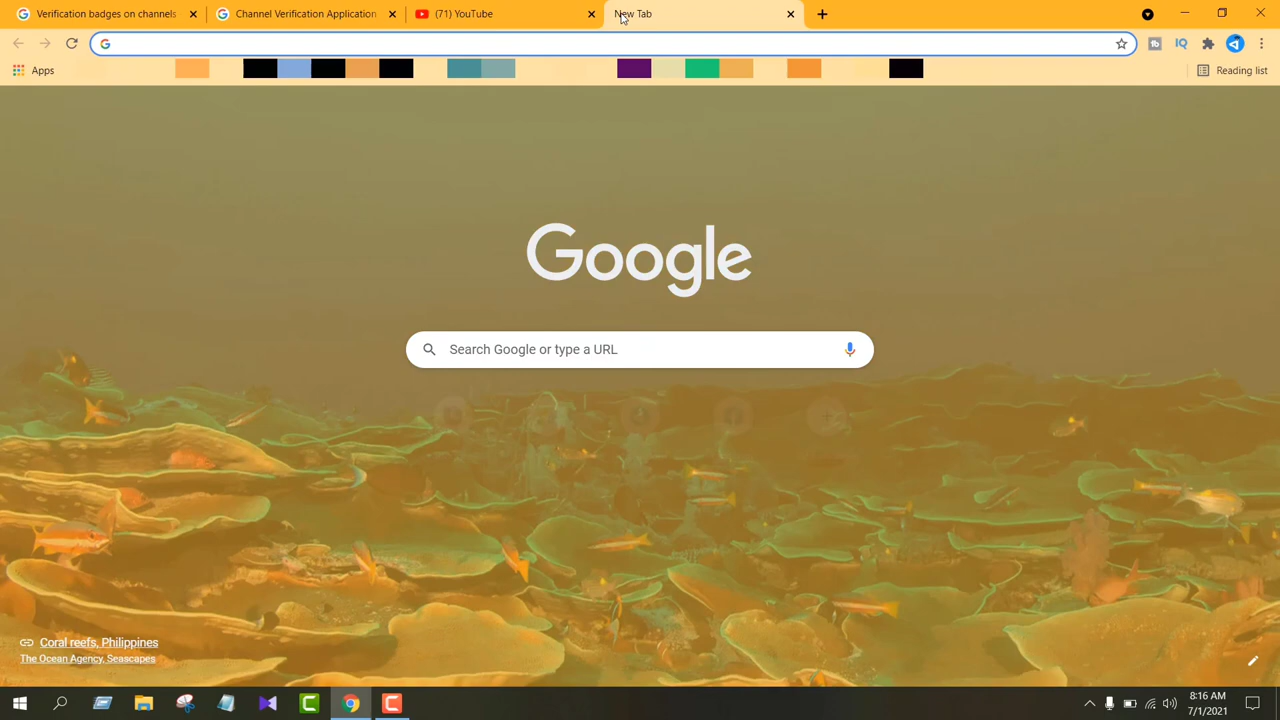 Verification badges on channels
Channel Verification Application
(71) YouTube
New Tab
Apps
Reading list
Google
Search Google or type a URL
Coral reefs, Philippines
The Ocean Agency, Seascapes
8:16 AM
7/1/2021